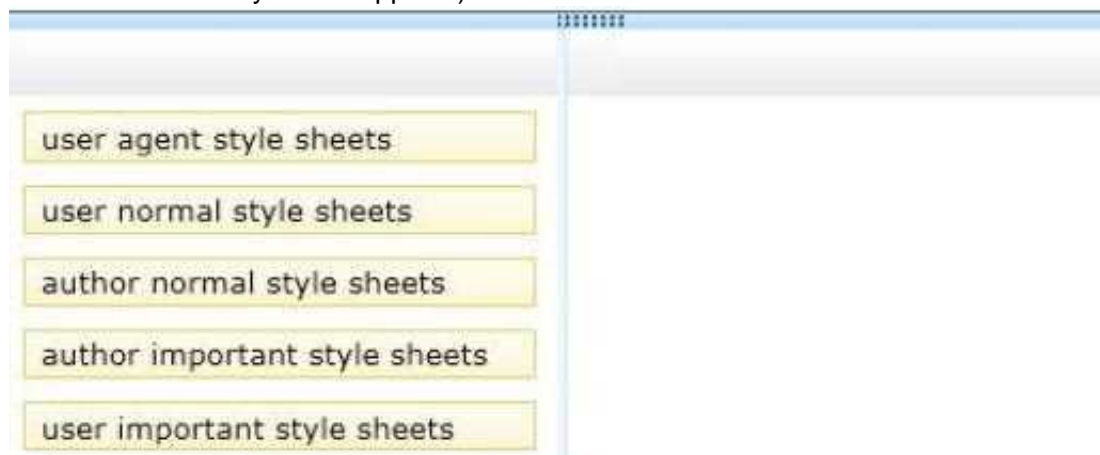 user agent style sheets
user normal style sheets
author normal style sheets
author important style sheets
user important style sheets